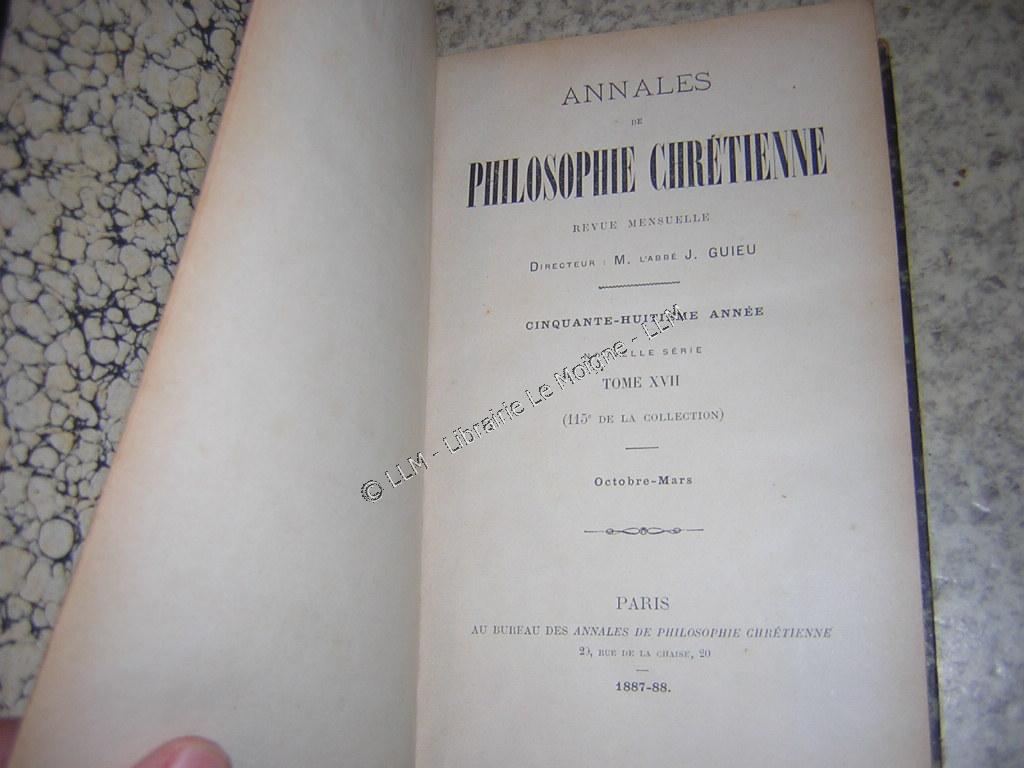 ANNALES
DE
PHILOSOPHIE CHRÉTIENNE
REVUE MENSUELLE
DIRECTEUR : M. L'ABBÉ J. GUIEU
CINQUANTE-HUITIÈME ANNÉE
SÉRIE
TOME XVII
(115e DE LA COLLECTION)
Octobre-Mars
PARIS
AU BUREAU DES ANNALES DE PHILOSOPHIE CHRÉTIENNE
20, RUE DE LA CHAISE, 20
1887-88.
© LLM - Librairie Le Moigne - LLM